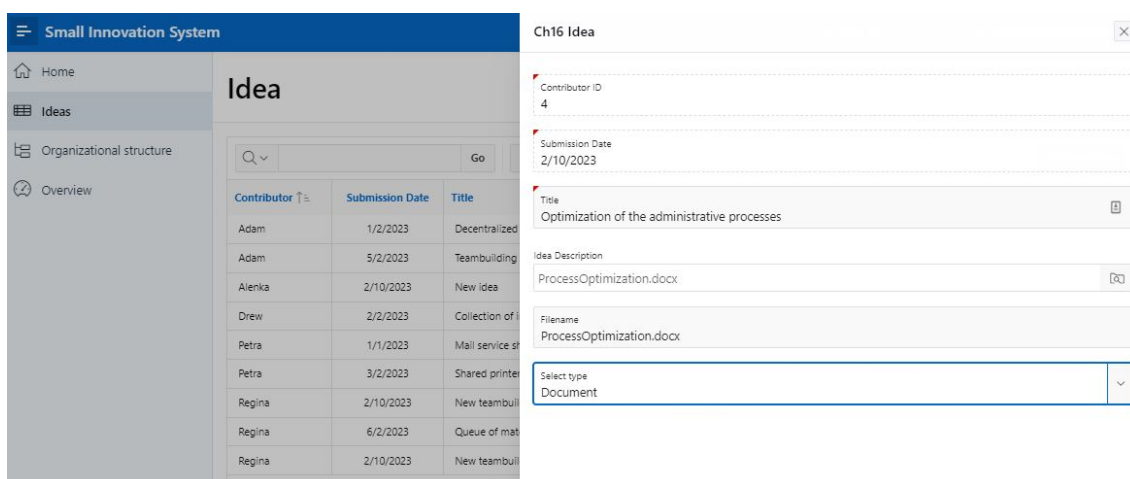 Small Innovation System
Home
Ideas
Organizational structure
Overview
Idea
Go
Contributor Submission Date Title
Adam 1/2/2023 Decentralized
Adam 5/2/2023 Teambuilding
Alenka 2/10/2023 New idea
Drew 2/2/2023 Collection of
Petra 1/1/2023 Mail service
Petra 3/2/2023 Shared printer
Regina 2/10/2023 New
Regina 6/2/2023 Queue of
Regina 2/10/2023 New
Ch16 Idea
Contributor ID
4
Submission Date
2/10/2023
Title
Optimization of the administrative processes
Idea Description
ProcessOptimization.docx
Filename
ProcessOptimization.docx
Select type
Document